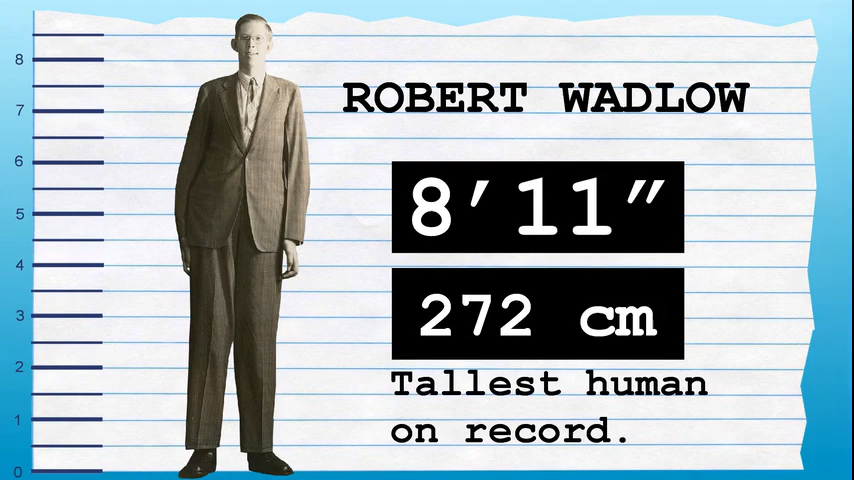 ROBERT WADLOW
8'11"
272 cm
Tallest human
on record.
8
7
6
5
4
3
2
1
0